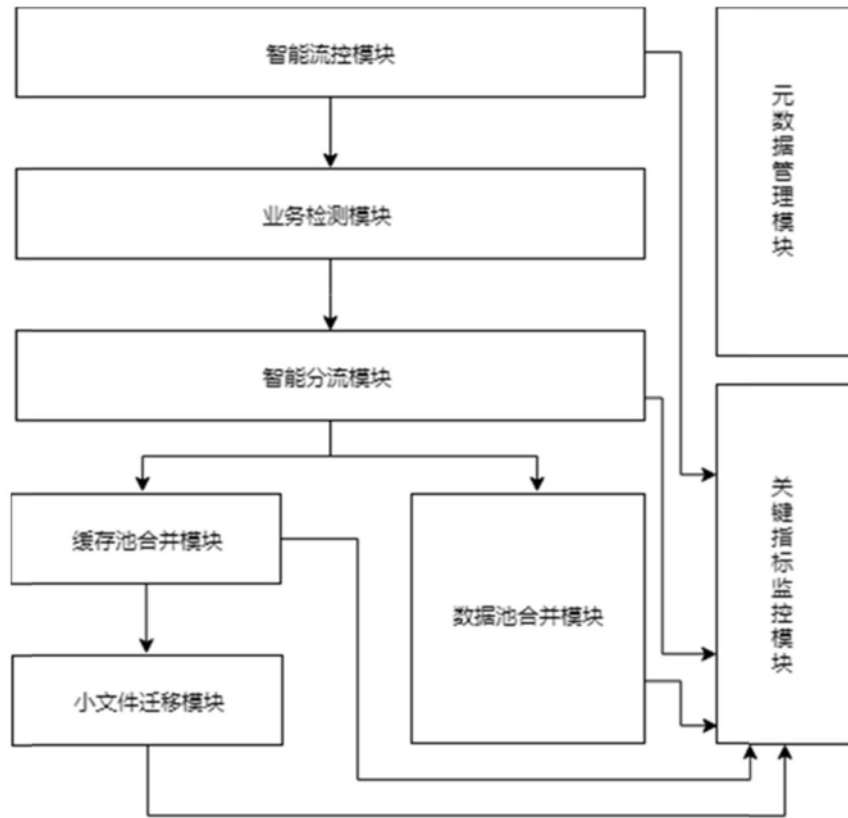 智能流控模块
元数据管理模块
业务检测模块
智能分流模块
缓存池合并模块
数据池合并模块
关键指标监控模块
小文件迁移模块